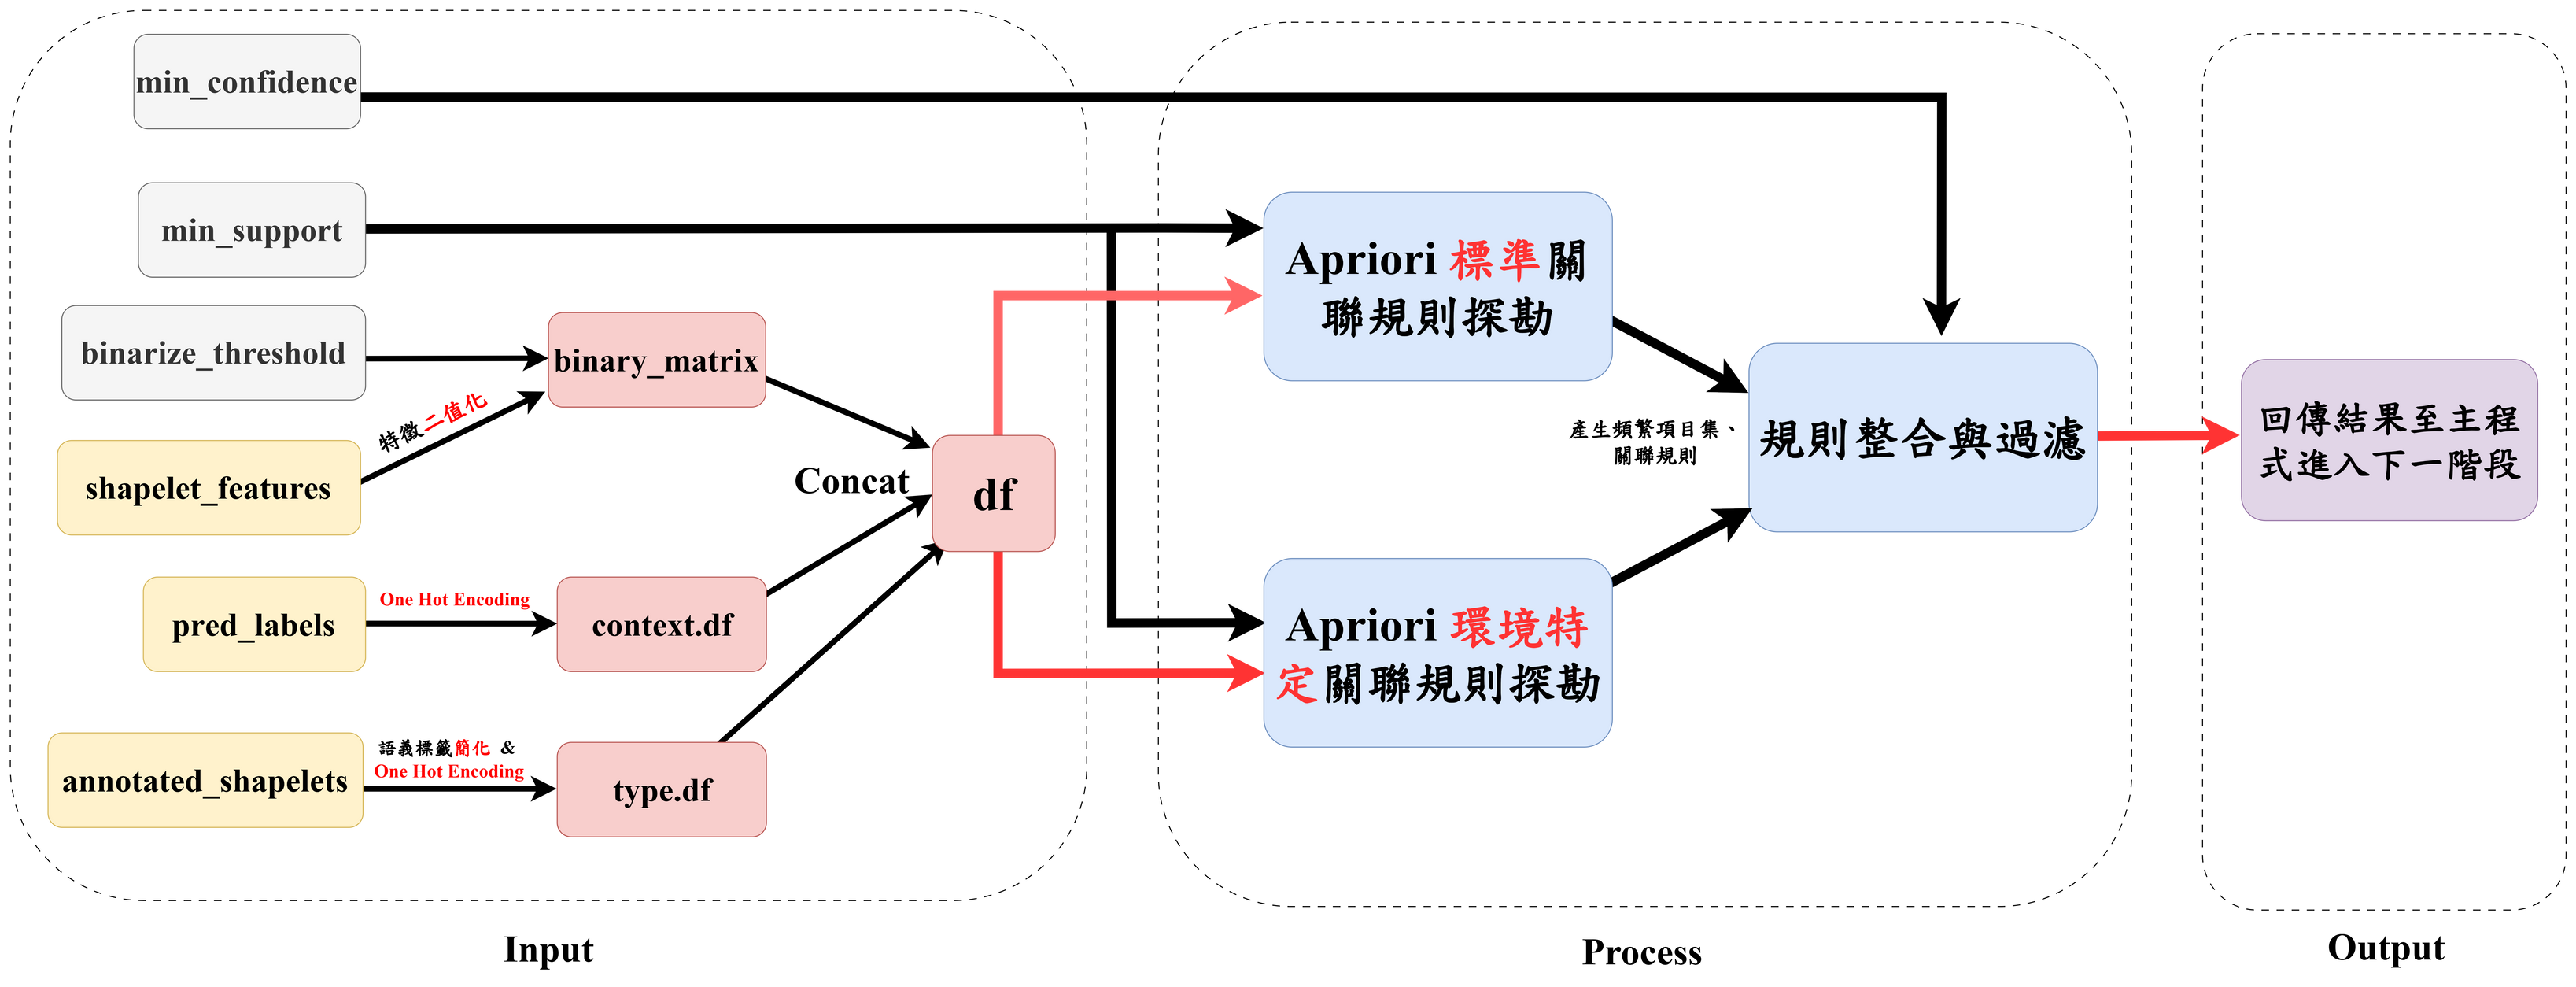 min_confidence
min_support
binarize_threshold
特徵二值化
shapelet_features
pred_labels
One Hot Encoding
annotated_shapelets
語義標籤簡化 &
One Hot Encoding
binary_matrix
context.df
type.df
Concat
df
Input
Apriori 標準關
聯規則探勘
Apriori 環境特
定關聯規則探勘
產生頻繁項目集、
關聯規則
規則整合與過濾
Process
回傳結果至主程
式進入下一階段
Output